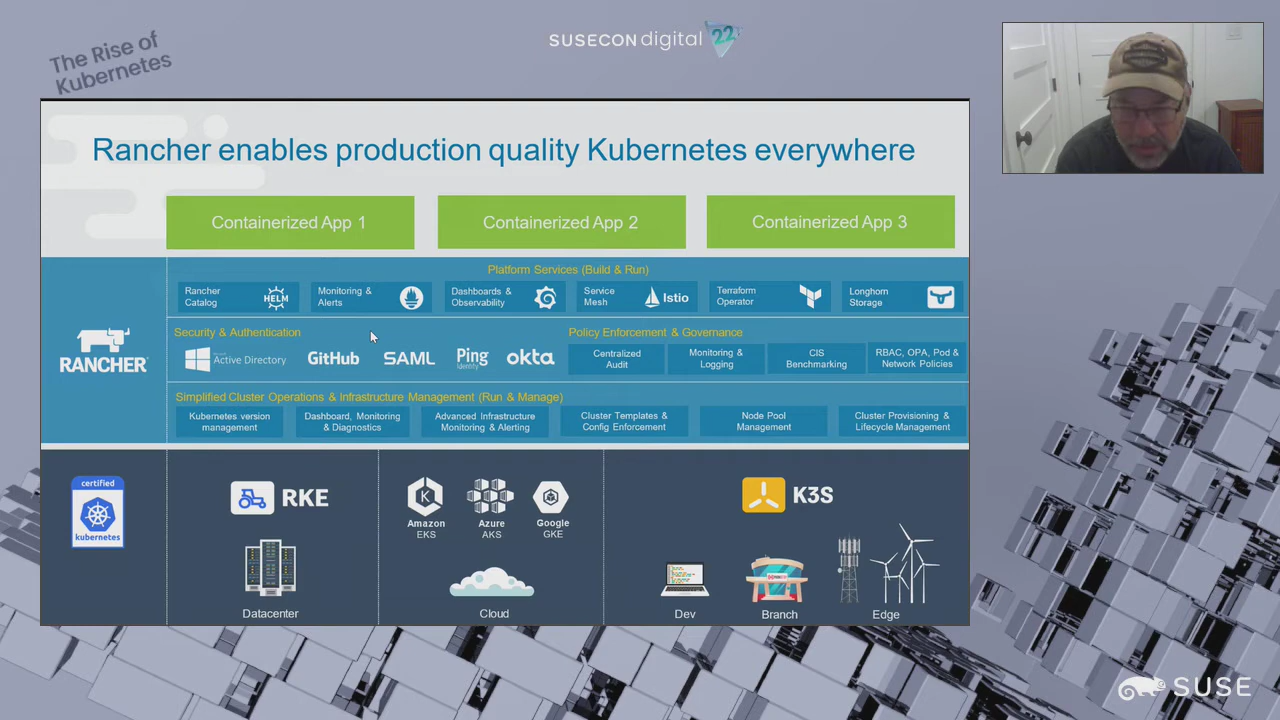 The Rise of
Kubernetes
SUSECON digital 22
Rancher enables production quality Kubernetes everywhere
Containerized App 1
Containerized App 2
Containerized App 3
Platform Services (Build & Run)
Rancher
Catalog
HELM
Monitoring &
Alerts
Dashboards &
Observability
Service
Mesh
Istio
Terraform
Operator
Longhorn
Storage
RANCHER
Security & Authentication
Active Directory
GitHub
SAML
Ping
Identity
okta
Policy Enforcement & Governance
Centralized
Audit
Monitoring &
Logging
CIS
Benchmarking
RBAC, OPA, Pod &
Network Policies
Simplified Cluster Operations & Infrastructure Management (Run & Manage)
Kubernetes version
management
Dashboard, Monitoring
& Diagnostics
Advanced Infrastructure
Monitoring & Alerting
Cluster Templates &
Config Enforcement
Node Pool
Management
Cluster Provisioning &
Lifecycle Management
certified
kubernetes
RKE
Datacenter
Amazon
EKS
Azure
AKS
Google
GKE
Cloud
K3S
Dev
Branch
Edge
SUSE